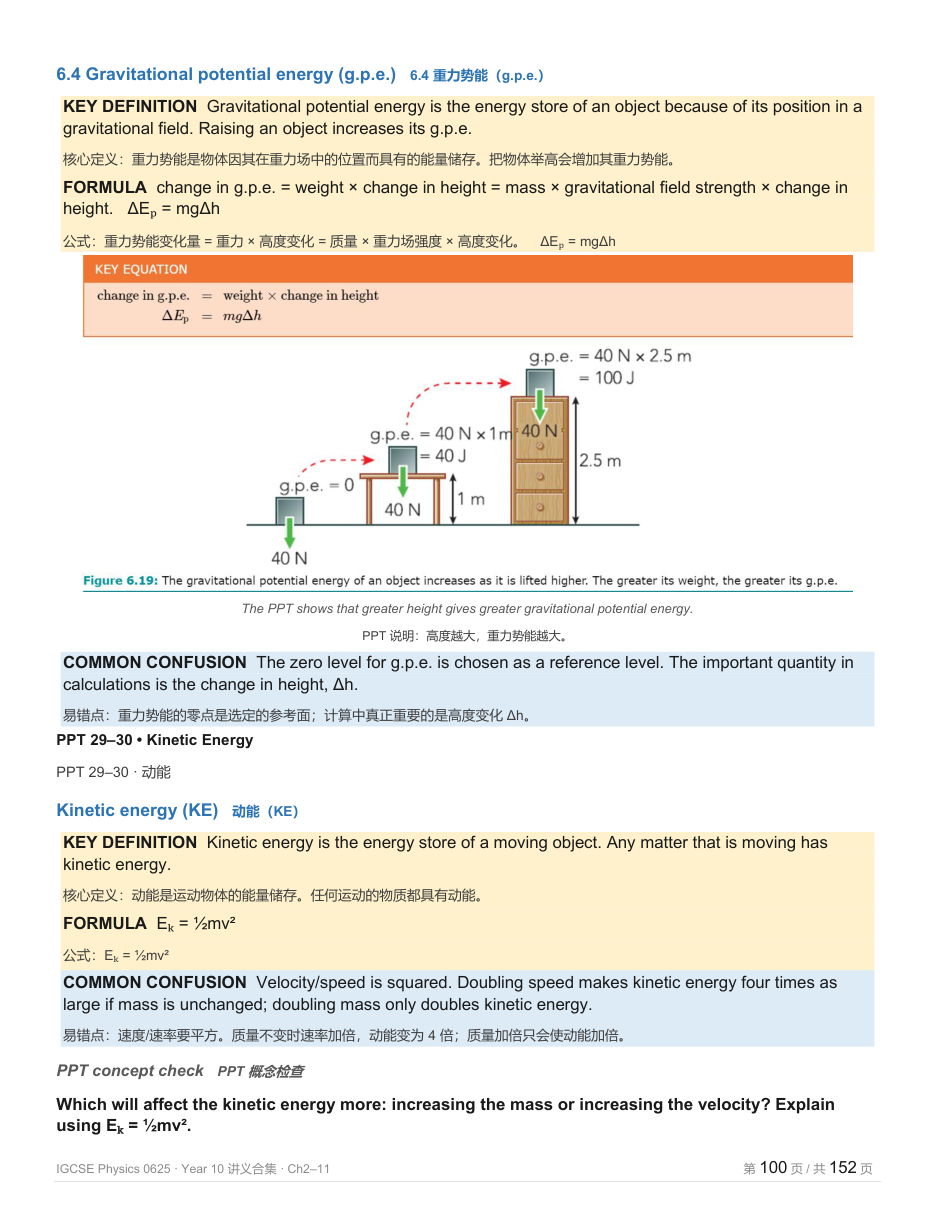 6.4 Gravitational potential energy (g.p.e.) 6.4 重力势能（g.p.e.）
KEY DEFINITION Gravitational potential energy is the energy store of an object because of its position in a
gravitational field. Raising an object increases its g.p.e.
核心定义：重力势能是物体因其在重力场中的位置而具有的能量储存。把物体举高会增加其重力势能。
FORMULA change in g.p.e. = weight × change in height = mass × gravitational field strength × change in
height. ΔEₚ = mgΔh
公式：重力势能变化量 = 重力 × 高度变化 = 质量 × 重力场强度 × 高度变化。 ΔEₚ = mgΔh
KEY EQUATION
change in g.p.e. = weight × change in height
ΔEₚ = mgΔh
g.p.e. = 40 N × 2.5 m
= 100 J
g.p.e. = 40 N × 1m
40 N
= 40 J
2.5 m
g.p.e. = 0
1 m
40 N
40 N
Figure 6.19: The gravitational potential energy of an object increases as it is lifted higher. The greater its weight, the greater its g.p.e.
The PPT shows that greater height gives greater gravitational potential energy.
PPT 说明：高度越大，重力势能越大。
COMMON CONFUSION The zero level for g.p.e. is chosen as a reference level. The important quantity in
calculations is the change in height, Δh.
易错点：重力势能的零点是选定的参考面；计算中真正重要的是高度变化 Δh。
PPT 29–30 • Kinetic Energy
PPT 29–30 · 动能
Kinetic energy (KE) 动能（KE）
KEY DEFINITION Kinetic energy is the energy store of a moving object. Any matter that is moving has
kinetic energy.
核心定义：动能是运动物体的能量储存。任何运动的物质都具有动能。
FORMULA Eₖ = ½mv²
公式：Eₖ = ½mv²
COMMON CONFUSION Velocity/speed is squared. Doubling speed makes kinetic energy four times as
large if mass is unchanged; doubling mass only doubles kinetic energy.
易错点：速度/速率要平方。质量不变时速率加倍，动能变为 4 倍；质量加倍只会使动能加倍。
PPT concept check PPT 概念检查
Which will affect the kinetic energy more: increasing the mass or increasing the velocity? Explain
using Eₖ = ½mv².
IGCSE Physics 0625 · Year 10 讲义合集 · Ch2–11 第 100 页 / 共 152 页